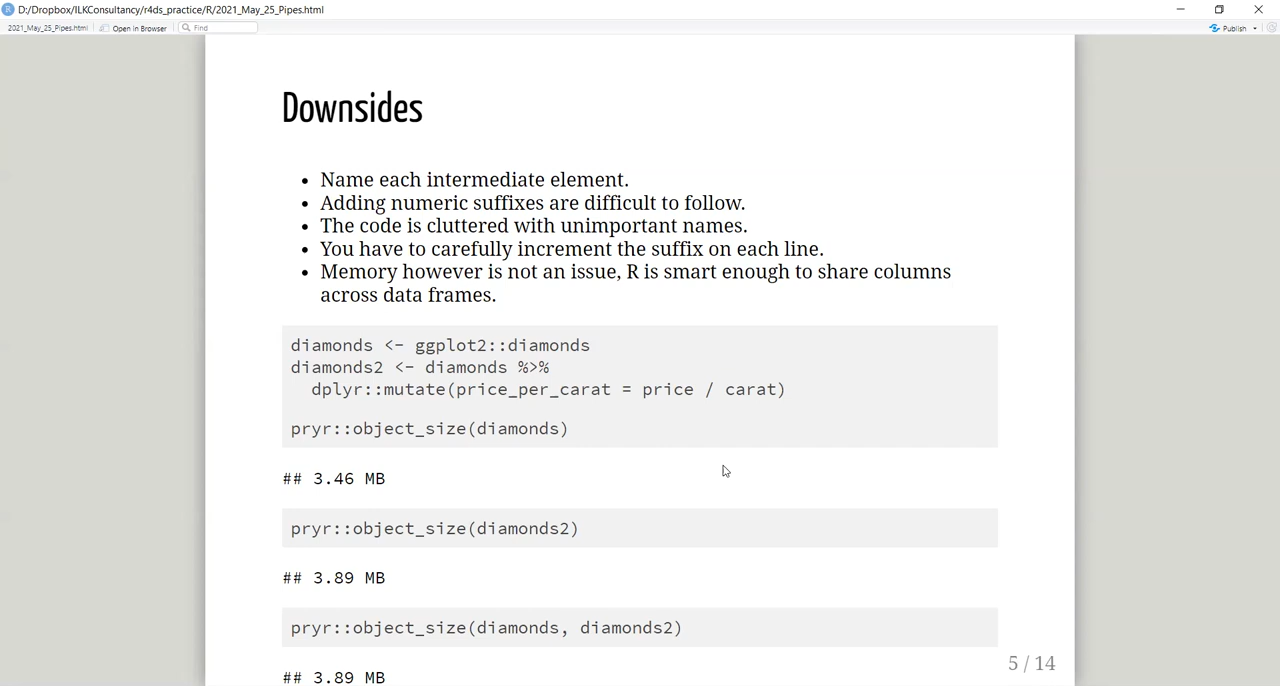 D:/Dropbox/ILKConsultancy/r4ds_practice/R/2021_May_25_Pipes.html
2021_May_25_Pipes.html Open in Browser Find Publish
Downsides
• Name each intermediate element.
• Adding numeric suffixes are difficult to follow.
• The code is cluttered with unimportant names.
• You have to carefully increment the suffix on each line.
• Memory however is not an issue, R is smart enough to share columns
across data frames.
diamonds <- ggplot2::diamonds
diamonds2 <- diamonds %>%
  dplyr::mutate(price_per_carat = price / carat)
pryr::object_size(diamonds)
## 3.46 MB
pryr::object_size(diamonds2)
## 3.89 MB
pryr::object_size(diamonds, diamonds2)
## 3.89 MB
5 / 14